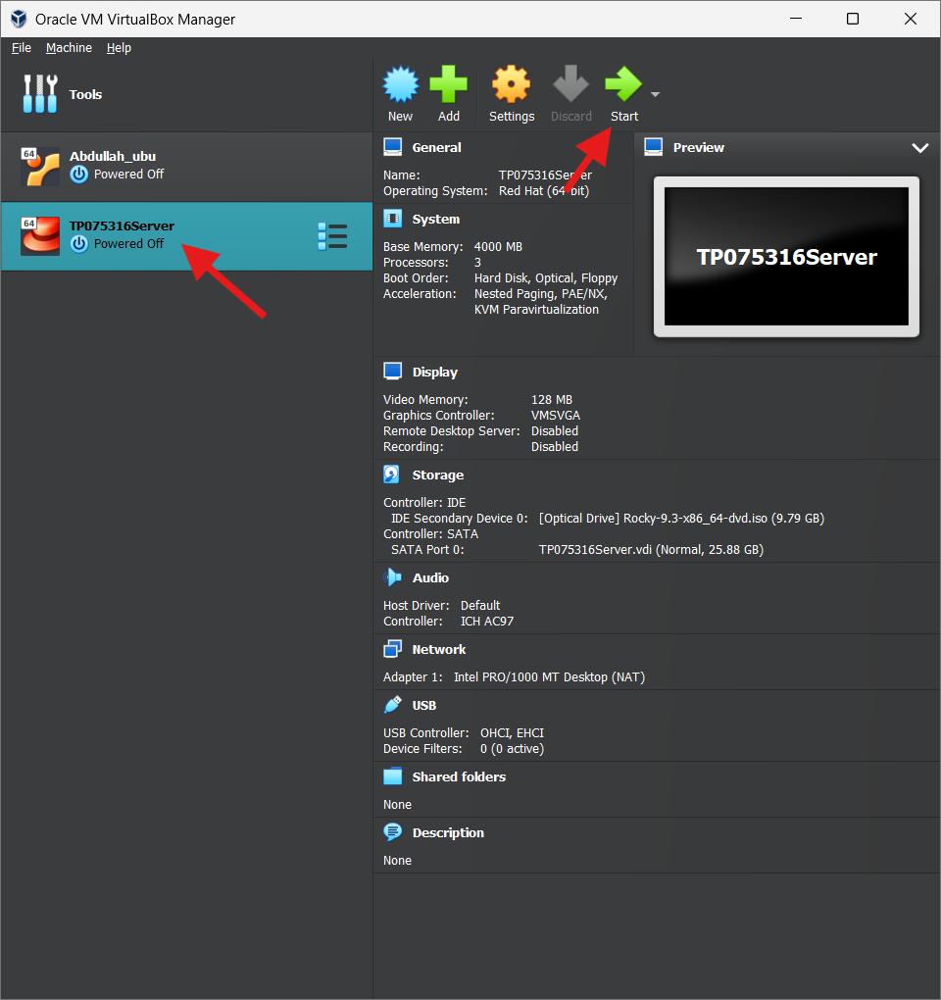 Oracle VM VirtualBox Manager
File Machine Help
Tools
New Add Settings Discard Start
64
Abdullah_ubu
Powered Off
64
TP075316Server
Powered Off
General
Name: TP075316Server
Operating System: Red Hat (64-bit)
System
Base Memory: 4000 MB
Processors: 3
Boot Order: Hard Disk, Optical, Floppy
Acceleration: Nested Paging, PAE/NX,
KVM Paravirtualization
Preview
TP075316Server
Display
Video Memory: 128 MB
Graphics Controller: VMSVGA
Remote Desktop Server: Disabled
Recording: Disabled
Storage
Controller: IDE
IDE Secondary Device 0: [Optical Drive] Rocky-9.3-x86_64-dvd.iso (9.79 GB)
Controller: SATA
SATA Port 0: TP075316Server.vdi (Normal, 25.88 GB)
Audio
Host Driver: Default
Controller: ICH AC97
Network
Adapter 1: Intel PRO/1000 MT Desktop (NAT)
USB
USB Controller: OHCI, EHCI
Device Filters: 0 (0 active)
Shared folders
None
Description
None